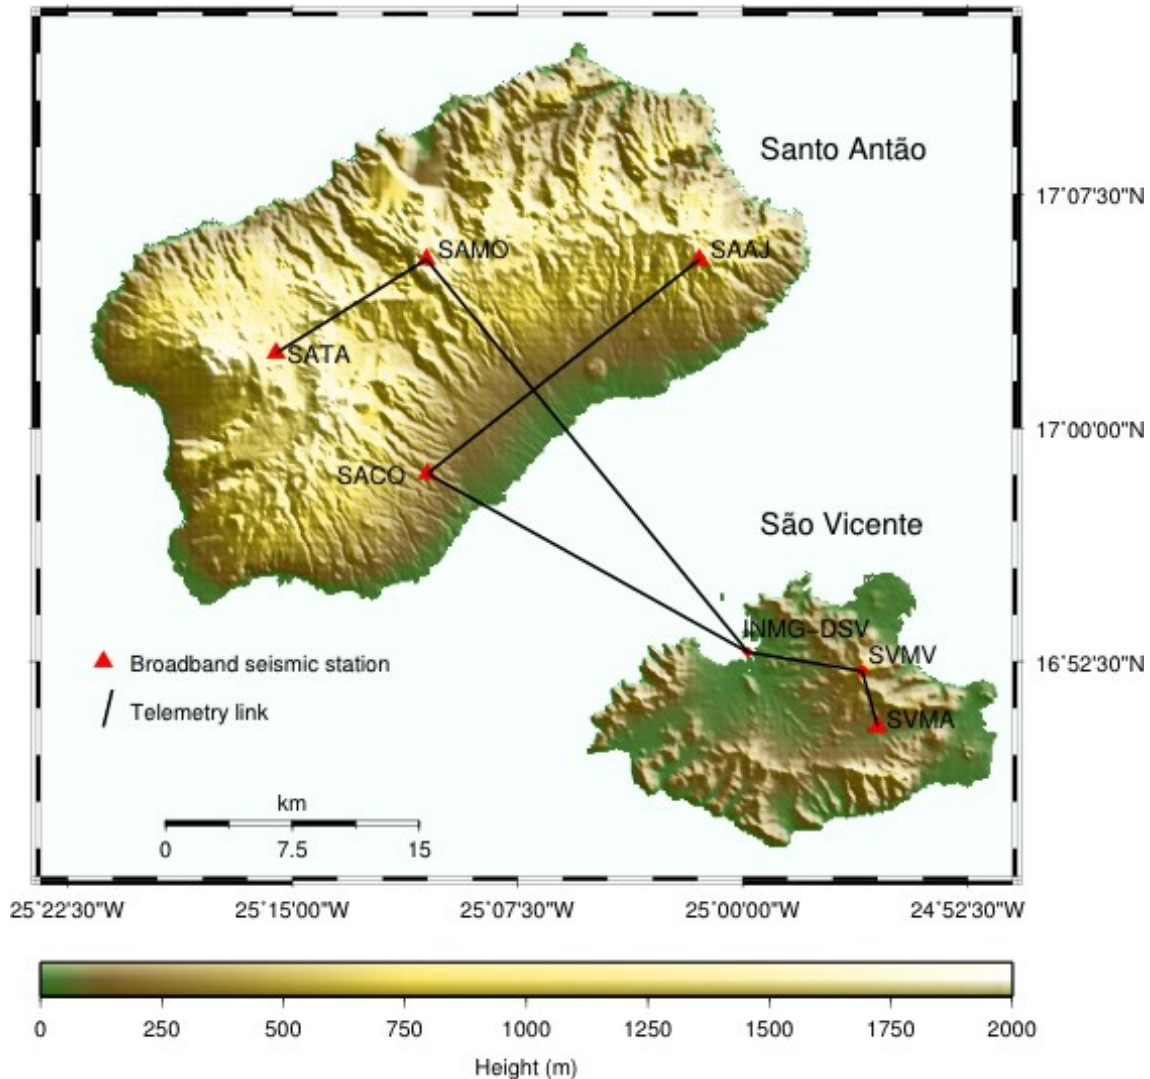 Santo Antão
17°07'30"N
SAMO
SAAJ
SATA
17°00'00"N
SACO
São Vicente
INMG-DSV
SVMV
16°52'30"N
Broadband seismic station
SVMA
Telemetry link
km
0 7.5 15
25°22'30"W 25°15'00"W 25°07'30"W 25°00'00"W 24°52'30"W
0 250 500 750 1000 1250 1500 1750 2000
Height (m)